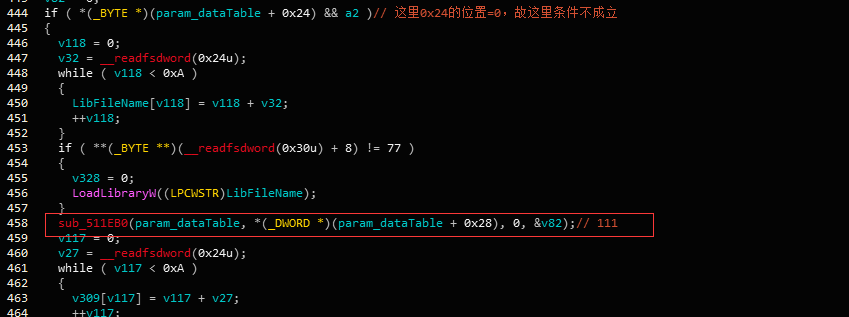 444 if ( *(_BYTE *)(param_dataTable + 0x24) && a2 )// 这里0x24的位置=0，故这里条件不成立
445 {
446 v118 = 0;
447 v32 = __readfsdword(0x24u);
448 while ( v118 < 0xA )
449 {
450 LibFileName[v118] = v118 + v32;
451 ++v118;
452 }
453 if ( **(_BYTE **)(__readfsdword(0x30u) + 8) != 77 )
454 {
455 v328 = 0;
456 LoadLibraryW((LPCWSTR)LibFileName);
457 }
458 sub_511EB0(param_dataTable, *(_DWORD *)(param_dataTable + 0x28), 0, &v82);// 111
459 v117 = 0;
460 v27 = __readfsdword(0x24u);
461 while ( v117 < 0xA )
462 {
463 v309[v117] = v117 + v27;
464 ++v117;